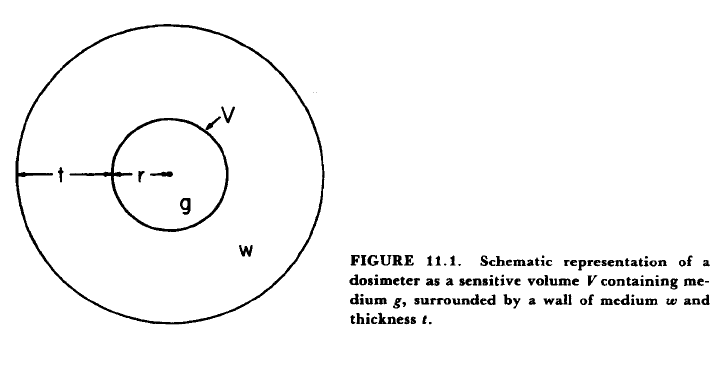 V
t
r
g
w
FIGURE 11.1. Schematic representation of a
dosimeter as a sensitive volume V containing me-
dium g, surrounded by a wall of medium w and
thickness t.